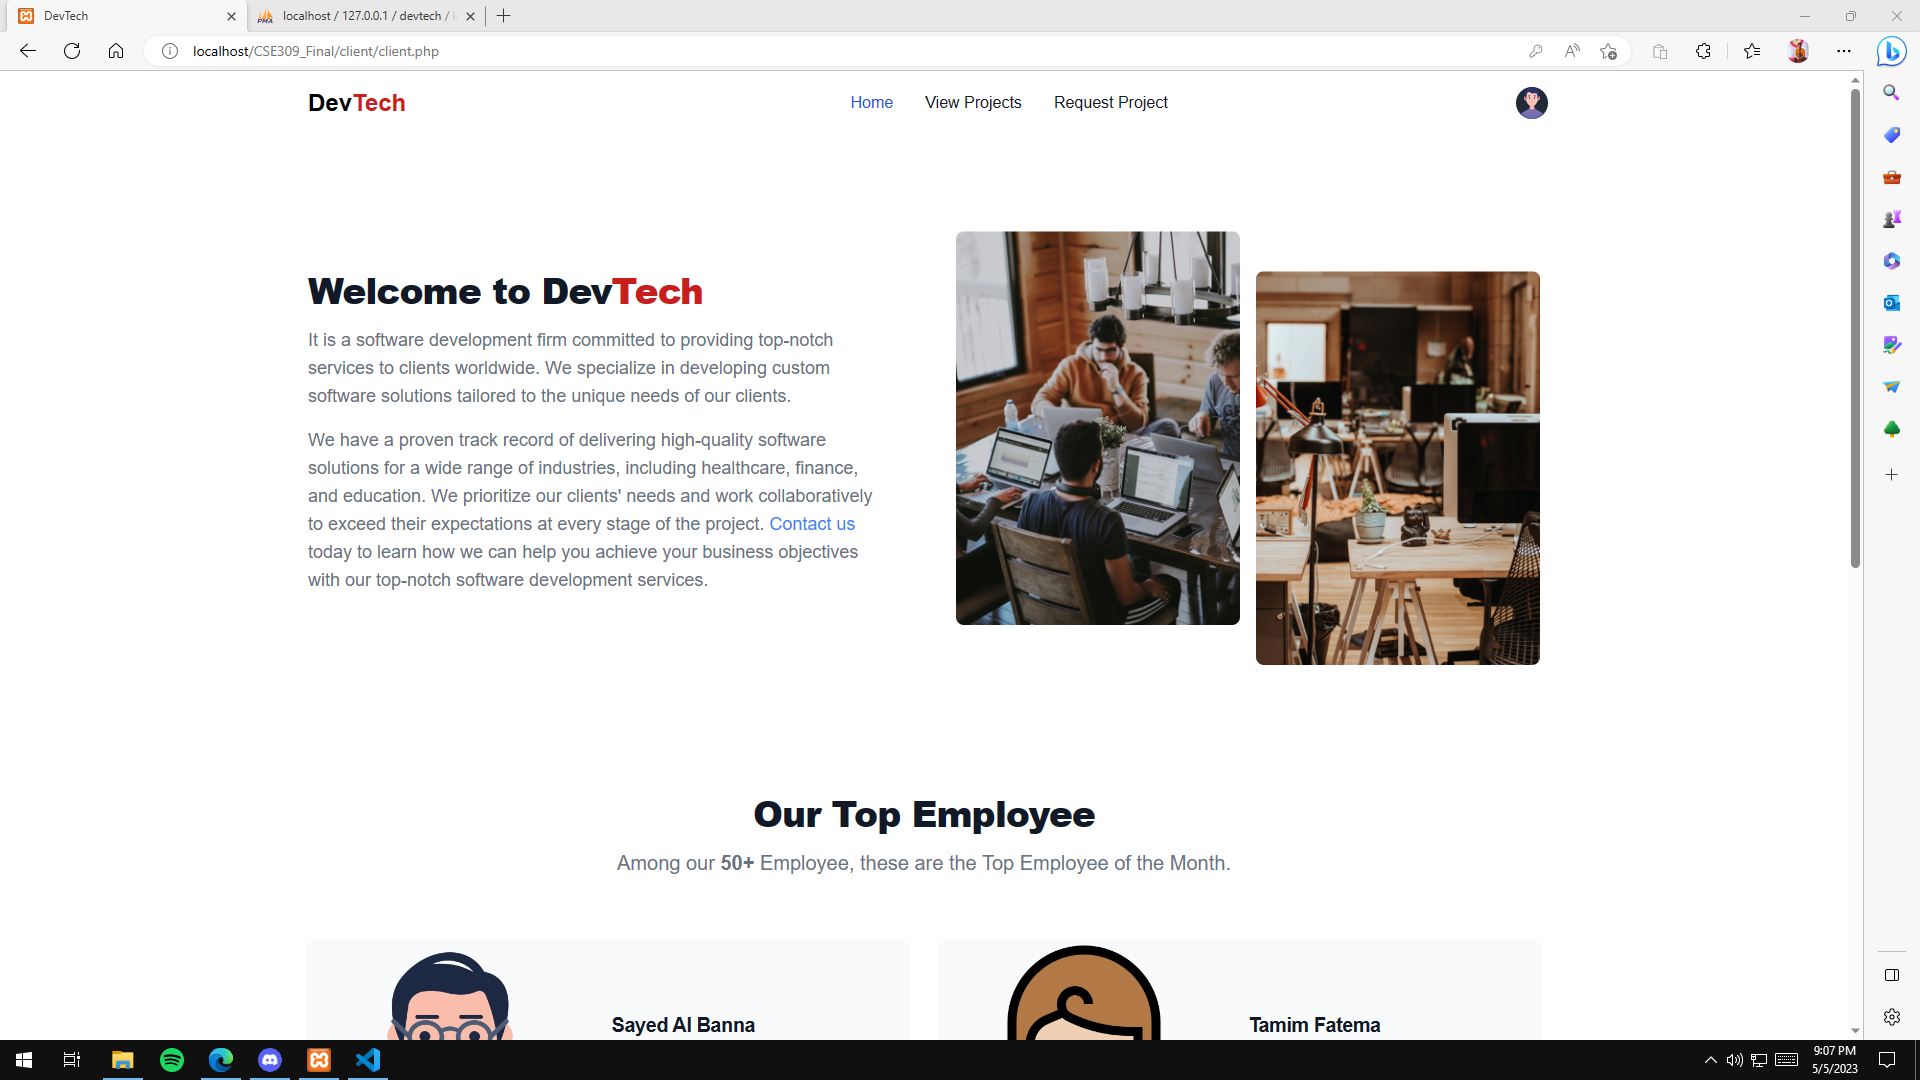 DevTech
localhost / 127.0.0.1 / devtech /
localhost/CSE309_Final/client/client.php
DevTech
Home
View Projects
Request Project
Welcome to DevTech
It is a software development firm committed to providing top-notch
services to clients worldwide. We specialize in developing custom
software solutions tailored to the unique needs of our clients.
We have a proven track record of delivering high-quality software
solutions for a wide range of industries, including healthcare, finance,
and education. We prioritize our clients' needs and work collaboratively
to exceed their expectations at every stage of the project. Contact us
today to learn how we can help you achieve your business objectives
with our top-notch software development services.
Our Top Employee
Among our 50+ Employee, these are the Top Employee of the Month.
Sayed Al Banna
Tamim Fatema
9:07 PM
5/5/2023